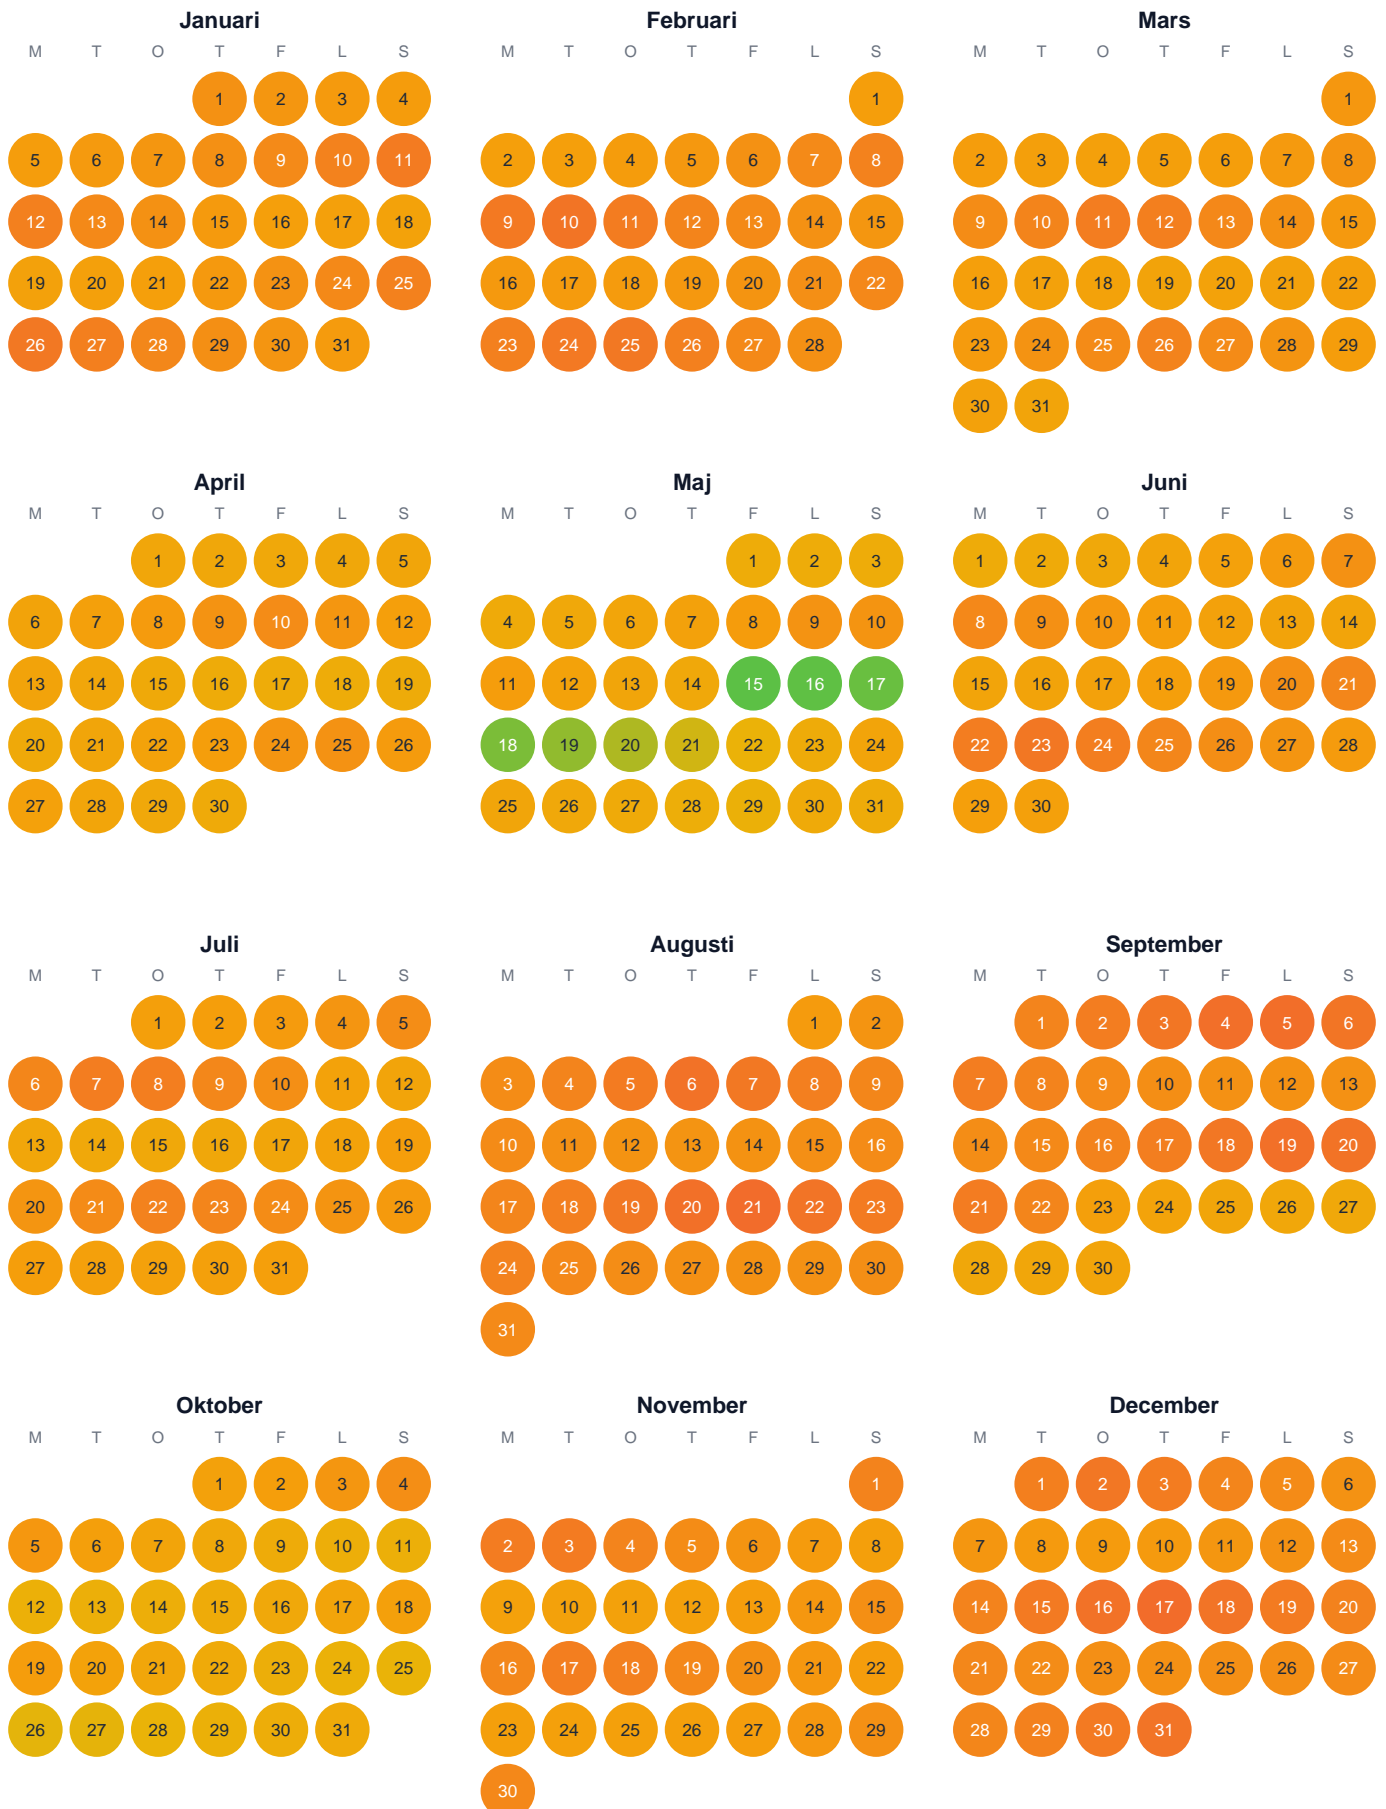 Januari
M T O T F L S
1 2 3 4
5 6 7 8 9 10 11
12 13 14 15 16 17 18
19 20 21 22 23 24 25
26 27 28 29 30 31
Februari
M T O T F L S
1
2 3 4 5 6 7 8
9 10 11 12 13 14 15
16 17 18 19 20 21 22
23 24 25 26 27 28
Mars
M T O T F L S
1
2 3 4 5 6 7 8
9 10 11 12 13 14 15
16 17 18 19 20 21 22
23 24 25 26 27 28 29
30 31
April
M T O T F L S
1 2 3 4 5
6 7 8 9 10 11 12
13 14 15 16 17 18 19
20 21 22 23 24 25 26
27 28 29 30
Maj
M T O T F L S
1 2 3
4 5 6 7 8 9 10
11 12 13 14 15 16 17
18 19 20 21 22 23 24
25 26 27 28 29 30 31
Juni
M T O T F L S
1 2 3 4 5 6 7
8 9 10 11 12 13 14
15 16 17 18 19 20 21
22 23 24 25 26 27 28
29 30
Juli
M T O T F L S
1 2 3 4 5
6 7 8 9 10 11 12
13 14 15 16 17 18 19
20 21 22 23 24 25 26
27 28 29 30 31
Augusti
M T O T F L S
1 2
3 4 5 6 7 8 9
10 11 12 13 14 15 16
17 18 19 20 21 22 23
24 25 26 27 28 29 30
31
September
M T O T F L S
1 2 3 4 5 6
7 8 9 10 11 12 13
14 15 16 17 18 19 20
21 22 23 24 25 26 27
28 29 30
Oktober
M T O T F L S
1 2 3 4
5 6 7 8 9 10 11
12 13 14 15 16 17 18
19 20 21 22 23 24 25
26 27 28 29 30 31
November
M T O T F L S
1
2 3 4 5 6 7 8
9 10 11 12 13 14 15
16 17 18 19 20 21 22
23 24 25 26 27 28 29
30
December
M T O T F L S
1 2 3 4 5 6
7 8 9 10 11 12 13
14 15 16 17 18 19 20
21 22 23 24 25 26 27
28 29 30 31